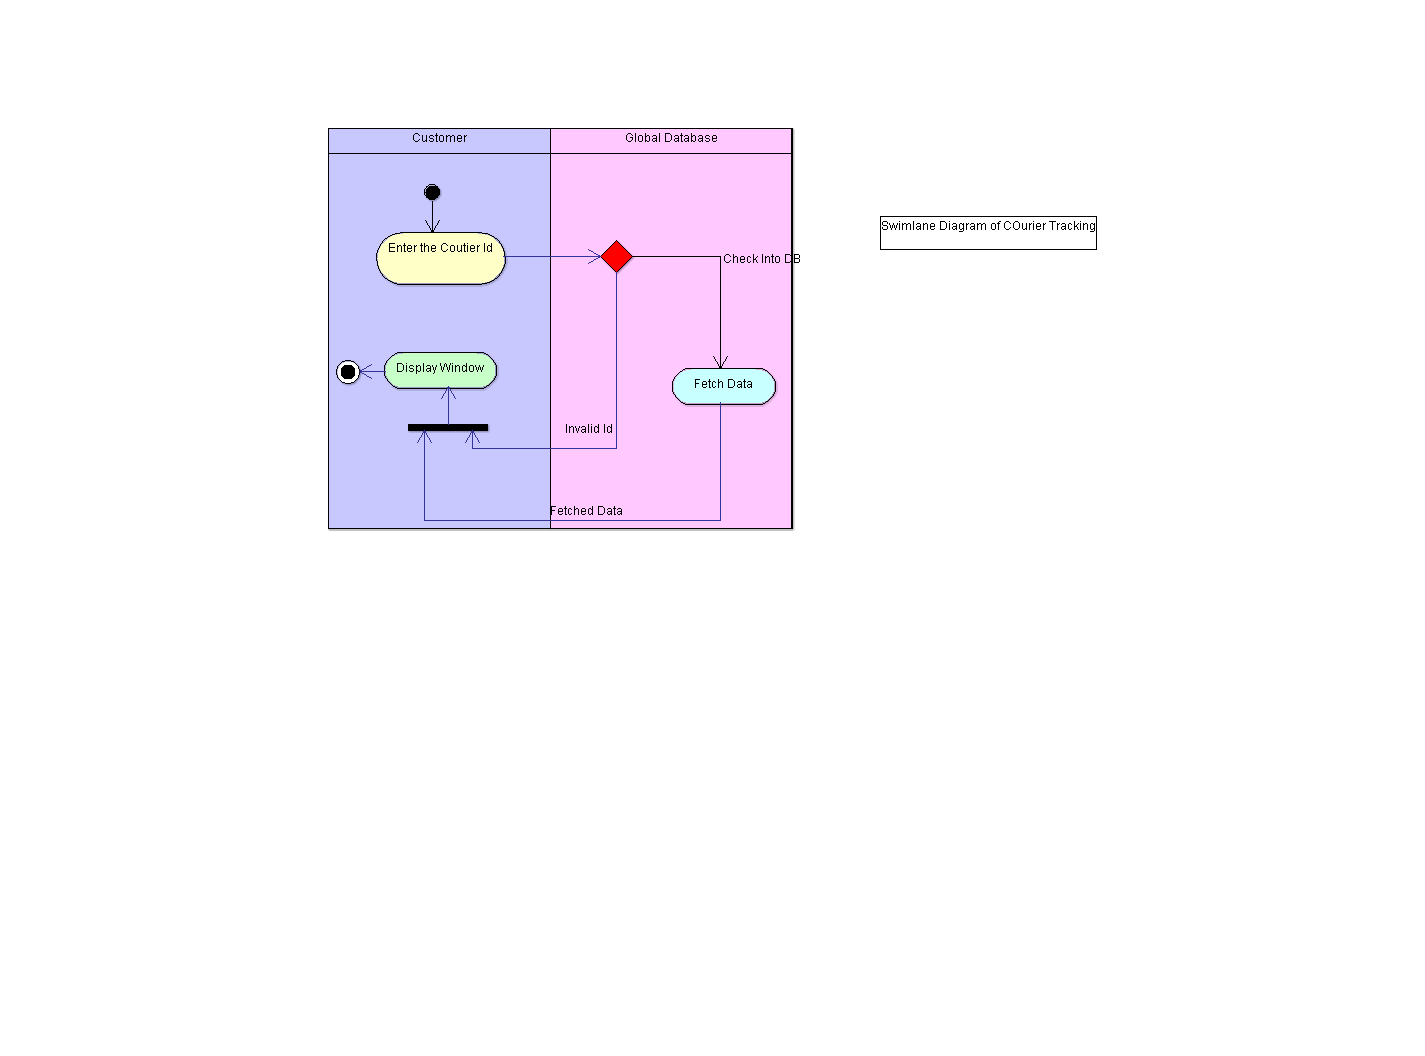 Customer
Global Database
Swimlane Diagram of COurier Tracking
Enter the Coutier Id
Check Into DB
Display Window
Fetch Data
Invalid Id
Fetched Data